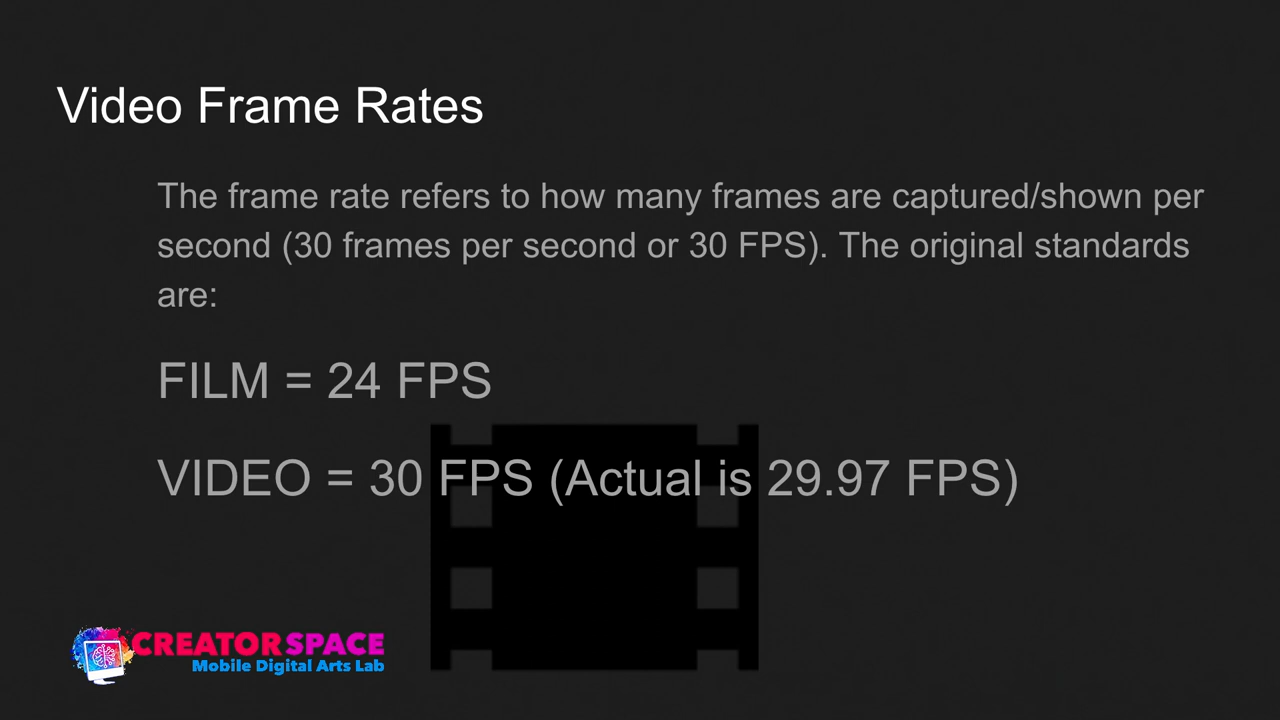 Video Frame Rates
The frame rate refers to how many frames are captured/shown per
second (30 frames per second or 30 FPS). The original standards
are:
FILM = 24 FPS
VIDEO = 30 FPS (Actual is 29.97 FPS)
CREATORSPACE
Mobile Digital Arts Lab